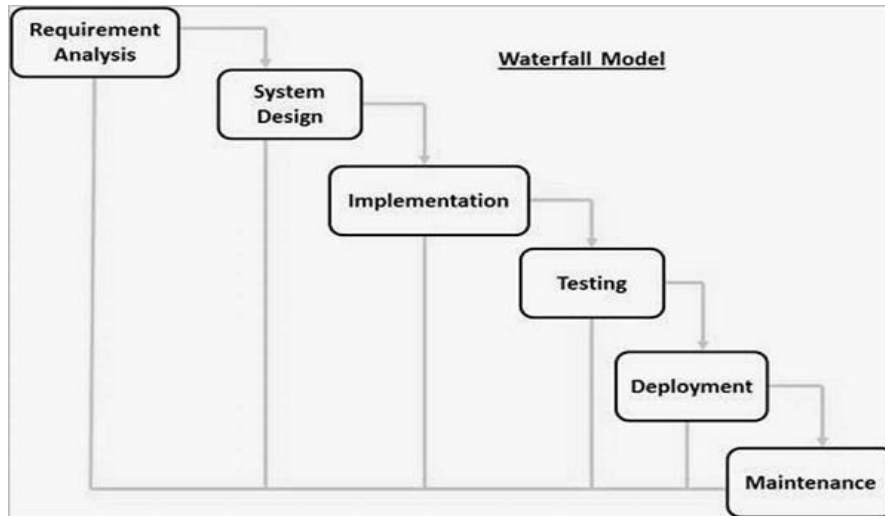 Requirement
Analysis
Waterfall Model
System
Design
Implementation
Testing
Deployment
Maintenance